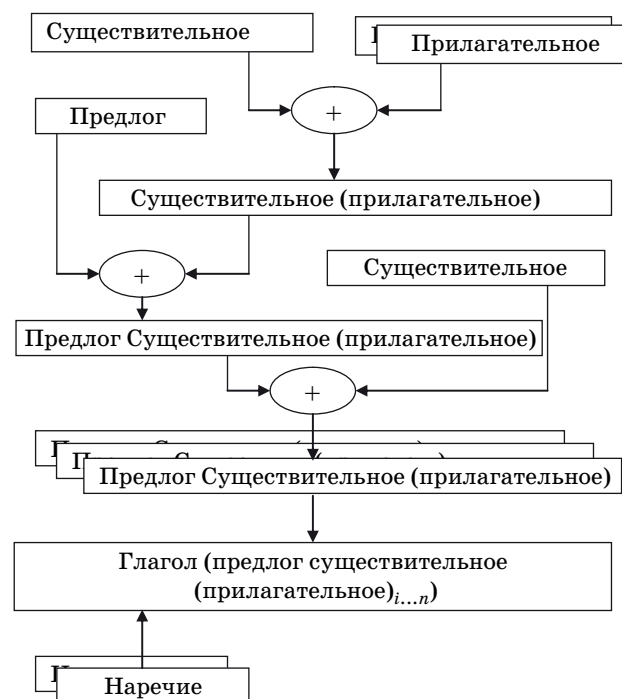 Существительное
Прилагательное
+
Предлог
Существительное (прилагательное)
+
Существительное
Предлог Существительное (прилагательное)
+
Предлог Существительное (прилагательное)
Глагол (предлог существительное
(прилагательное)i…n)
Наречие